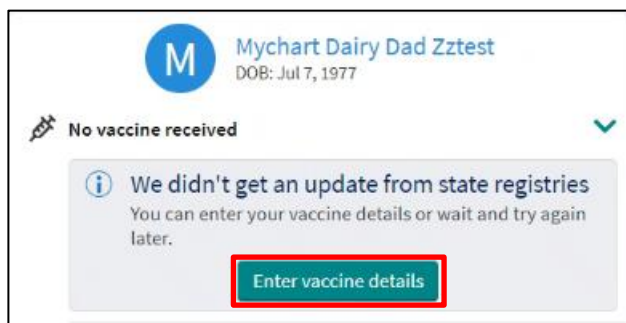 M
Mychart Dairy Dad Zztest
DOB: Jul 7, 1977
No vaccine received
We didn't get an update from state registries
You can enter your vaccine details or wait and try again
later.
Enter vaccine details